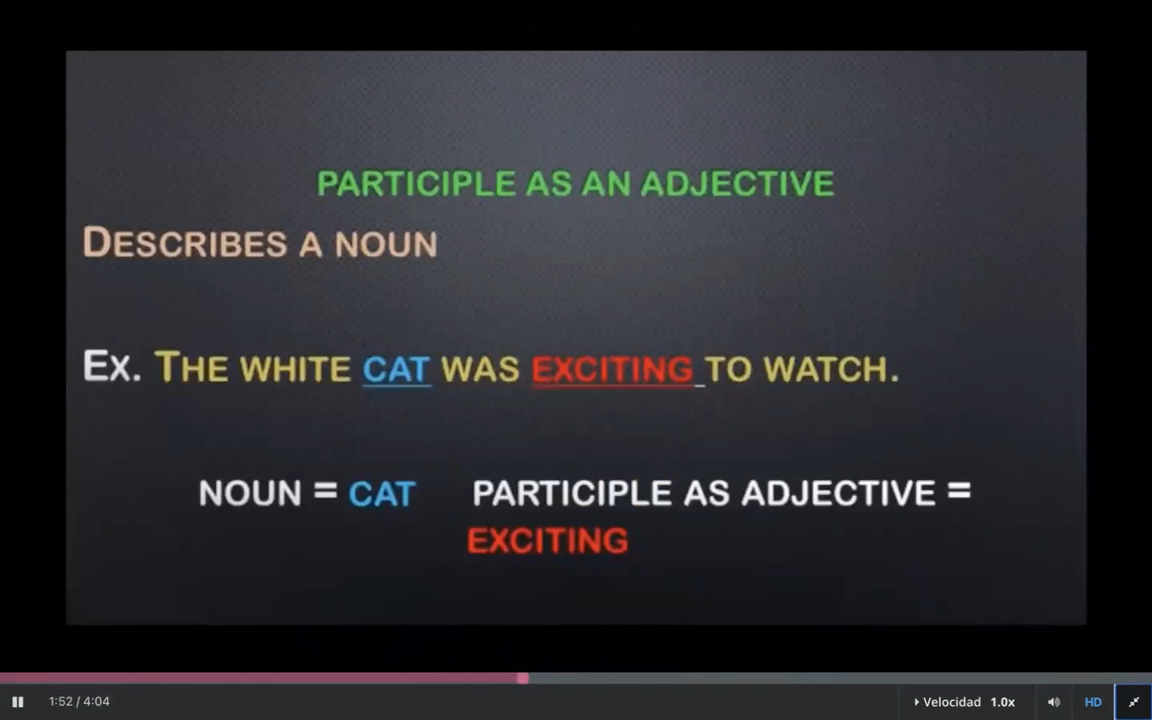 PARTICIPLE AS AN ADJECTIVE
DESCRIBES A NOUN
EX. THE WHITE CAT WAS EXCITING TO WATCH.
NOUN = CAT PARTICIPLE AS ADJECTIVE =
EXCITING
1:52 / 4:04 Velocidad 1.0x HD